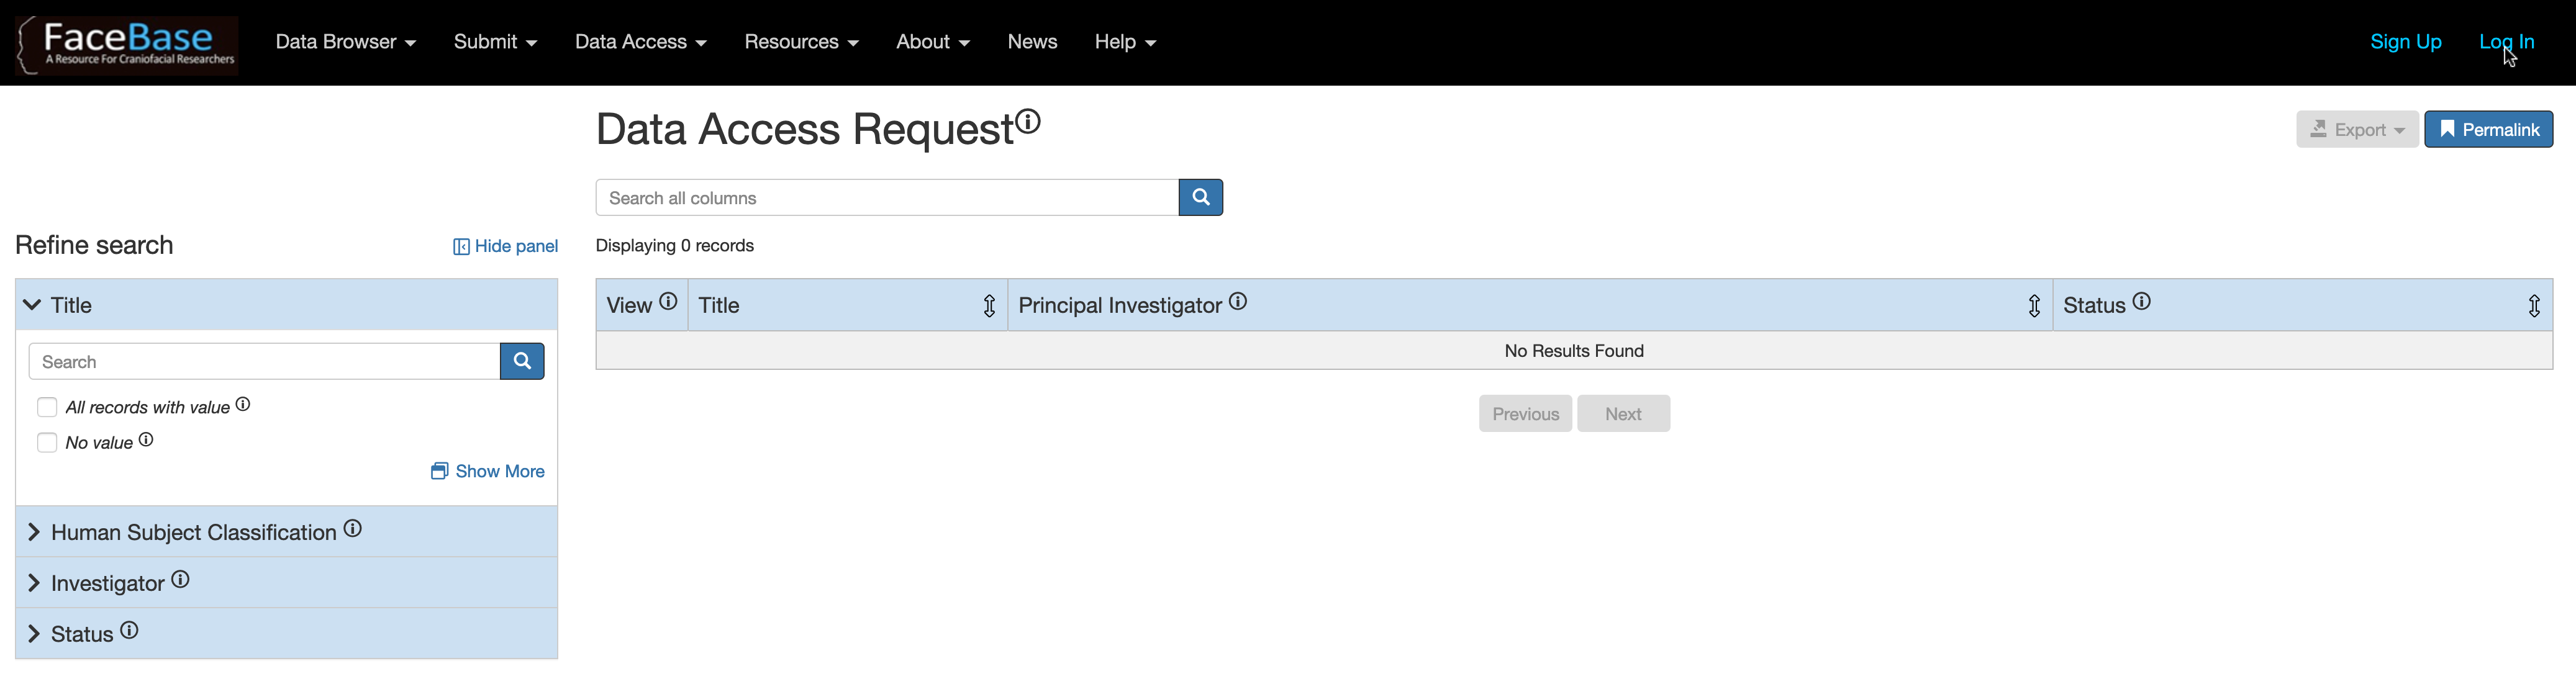 FaceBase
A Resource For Craniofacial Researchers
Data Browser
Submit
Data Access
Resources
About
News
Help
Sign Up
Log In
Data Access Request
Export
Permalink
Search all columns
Refine search
Hide panel
Displaying 0 records
Title
Search
All records with value
No value
Show More
Human Subject Classification
Investigator
Status
View
Title
Principal Investigator
Status
No Results Found
Previous
Next